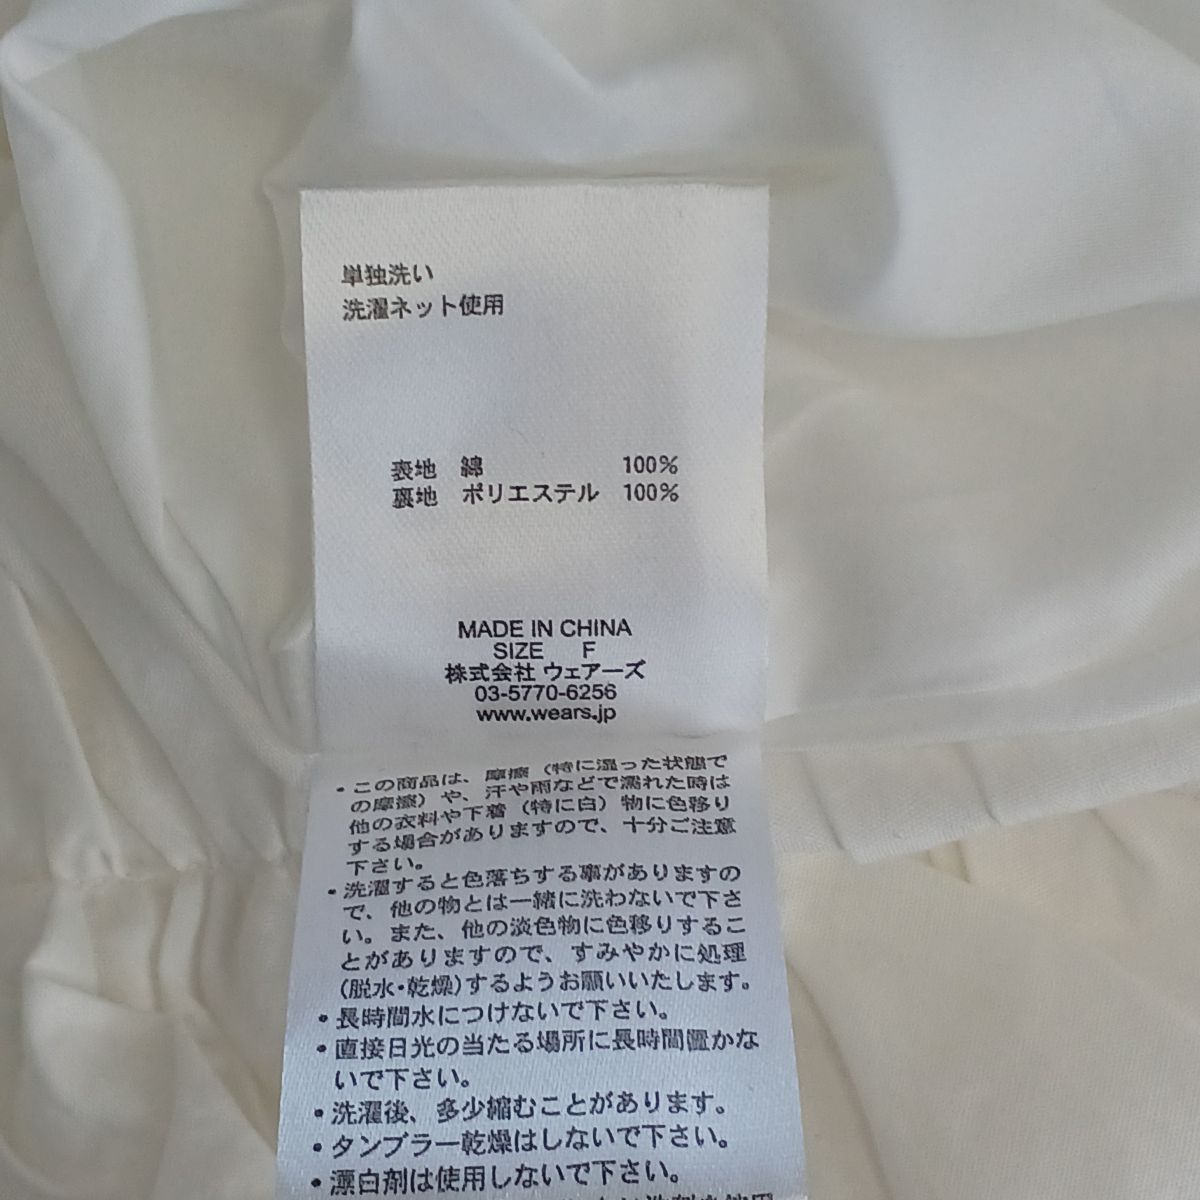 単独洗い
洗濯ネット使用
表地 綿 100%
裏地 ポリエステル 100%
MADE IN CHINA
SIZE F
株式会社 ウェアーズ
03-5770-6256
www.wears.jp
・この商品は、摩擦(特に湿った状態で
の摩擦)や、汗や雨などで濡れた時は
他の衣料や下着(特に白)物に色移り
する場合がありますので、十分ご注意
下さい。
・洗濯すると色落ちする事がありますの
で、他の物とは一緒に洗わないで下さ
い。また、他の淡色物に色移りするこ
とがありますので、すみやかに処理
(脱水・乾燥)するようお願いいたします。
・長時間水につけないで下さい。
・直接日光の当たる場所に長時間置かな
いで下さい。
・洗濯後、多少縮むことがあります。
・タンブラー乾燥はしないで下さい。
・漂白剤は使用しないで下さい。